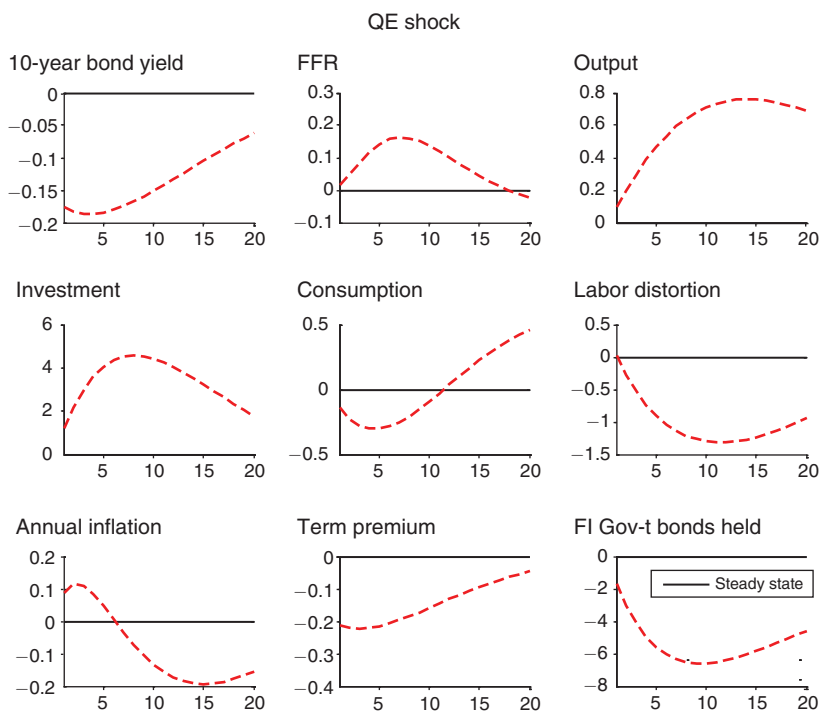 QE shock
10-year bond yield
0
−0.05
−0.1
−0.15
−0.2
5 10 15 20
FFR
0.3
0.2
0.1
0
−0.1
5 10 15 20
Output
0.8
0.6
0.4
0.2
0
5 10 15 20
Investment
6
4
2
0
5 10 15 20
Consumption
0.5
0
−0.5
5 10 15 20
Labor distortion
0.5
0
−0.5
−1
−1.5
5 10 15 20
Annual inflation
0.2
0.1
0
−0.1
−0.2
5 10 15 20
Term premium
0
−0.1
−0.2
−0.3
−0.4
5 10 15 20
FI Gov-t bonds held
0
−2
−4
−6
−8
Steady state
5 10 15 20